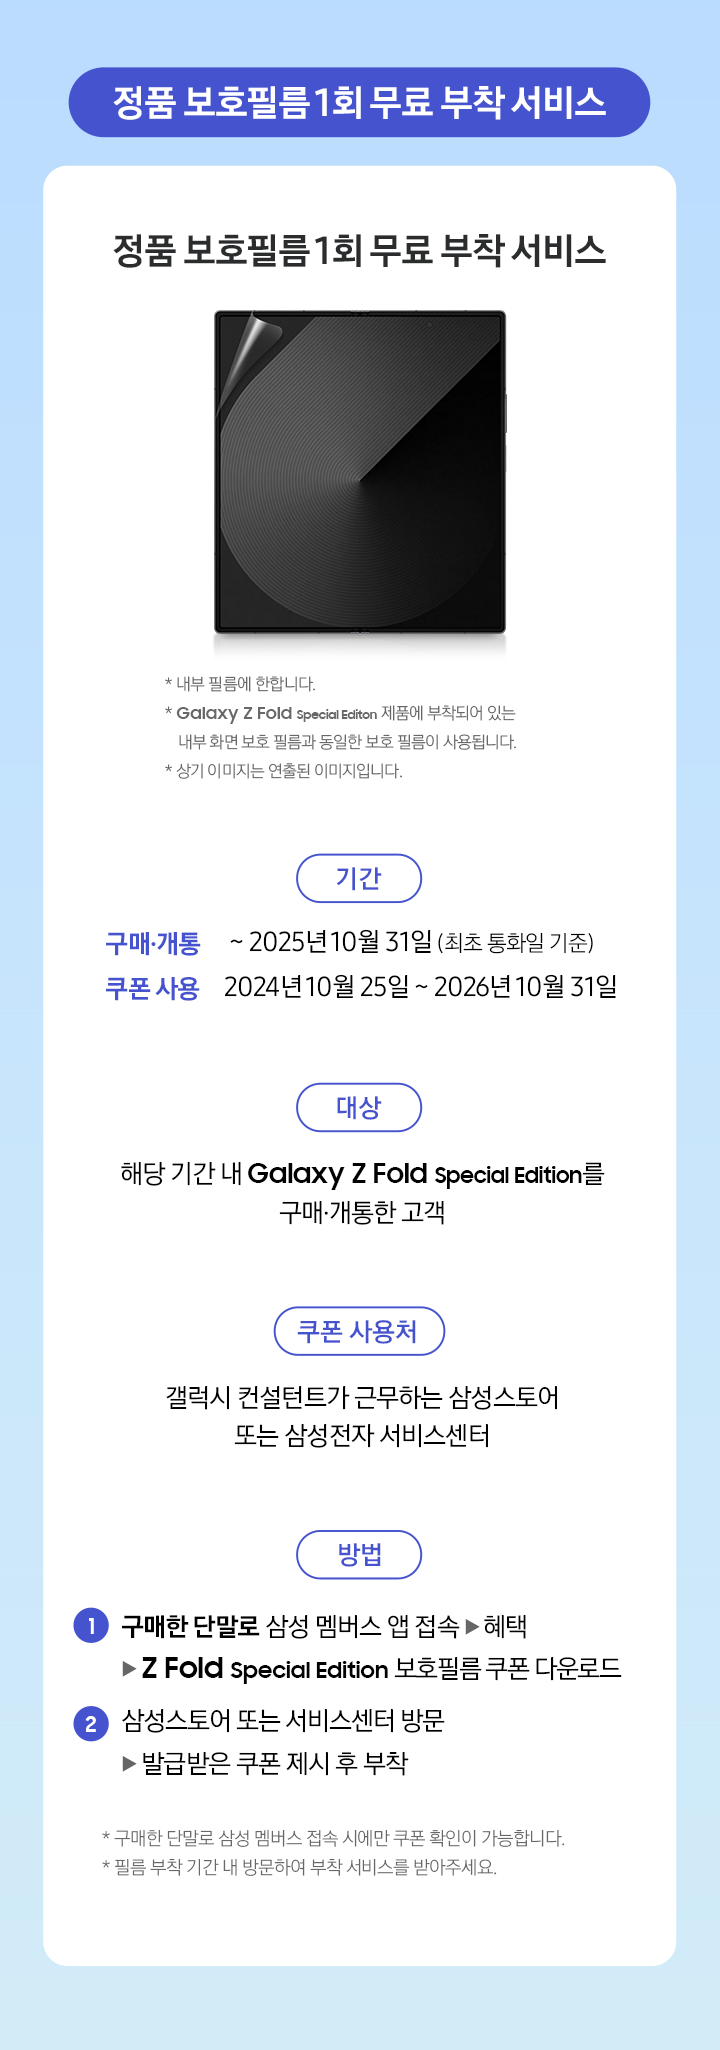 정품 보호필름 1회 무료 부착 서비스
정품 보호필름 1회 무료 부착 서비스
* 내부 필름에 한합니다.
* Galaxy Z Fold Special Editon 제품에 부착되어 있는
내부 화면 보호 필름과 동일한 보호 필름이 사용됩니다.
* 상기 이미지는 연출된 이미지입니다.
기간
구매·개통 ~ 2025년 10월 31일 (최초 통화일 기준)
쿠폰 사용 2024년 10월 25일 ~ 2026년 10월 31일
대상
해당 기간 내 Galaxy Z Fold Special Edition를
구매·개통한 고객
쿠폰 사용처
갤럭시 컨설턴트가 근무하는 삼성스토어
또는 삼성전자 서비스센터
방법
1 구매한 단말로 삼성 멤버스 앱 접속 ▶ 혜택
▶ Z Fold Special Edition 보호필름 쿠폰 다운로드
2 삼성스토어 또는 서비스센터 방문
▶ 발급받은 쿠폰 제시 후 부착
* 구매한 단말로 삼성 멤버스 접속 시에만 쿠폰 확인이 가능합니다.
* 필름 부착 기간 내 방문하여 부착 서비스를 받아주세요.